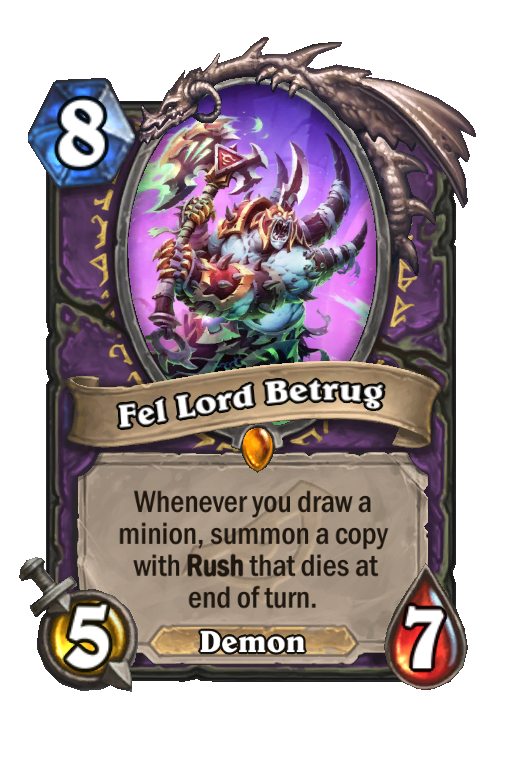 8
Fel Lord Betrug
Whenever you draw a
minion, summon a copy
with Rush that dies at
end of turn.
5
Demon
7